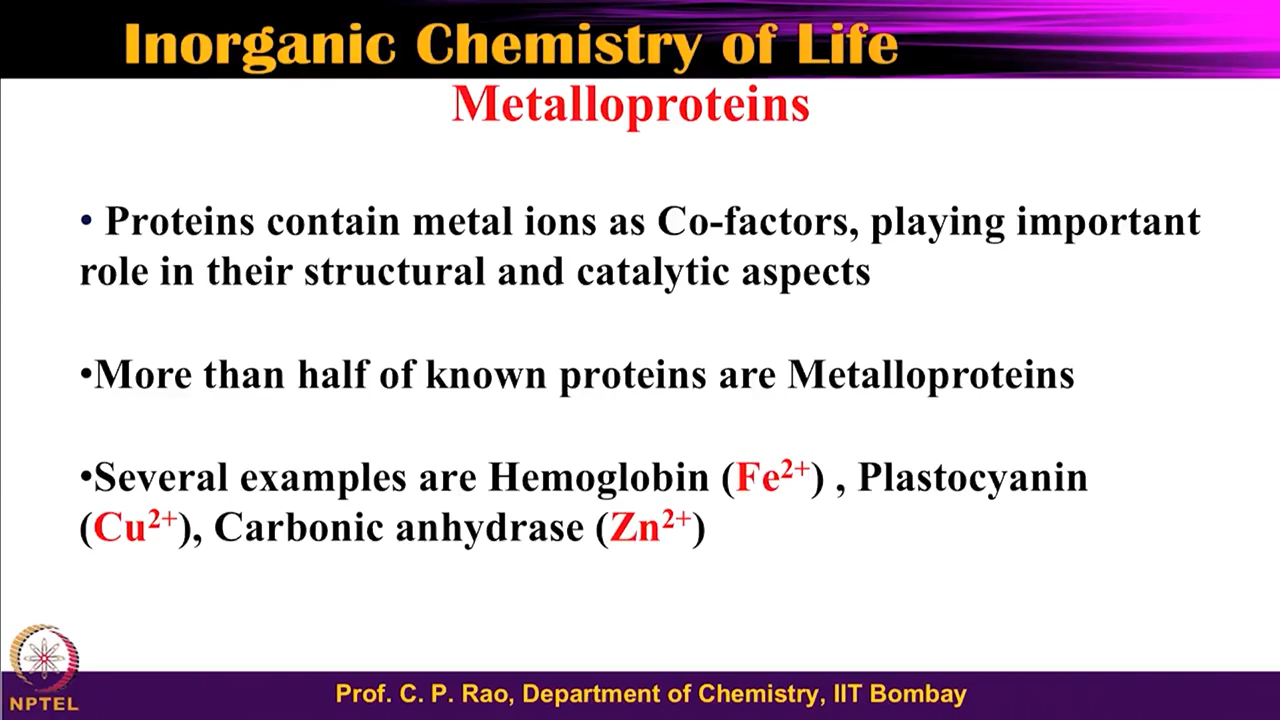 Inorganic Chemistry of Life
Metalloproteins
• Proteins contain metal ions as Co-factors, playing important
role in their structural and catalytic aspects
•More than half of known proteins are Metalloproteins
•Several examples are Hemoglobin (Fe²⁺) , Plastocyanin
(Cu²⁺), Carbonic anhydrase (Zn²⁺)
NPTEL
Prof. C. P. Rao, Department of Chemistry, IIT Bombay